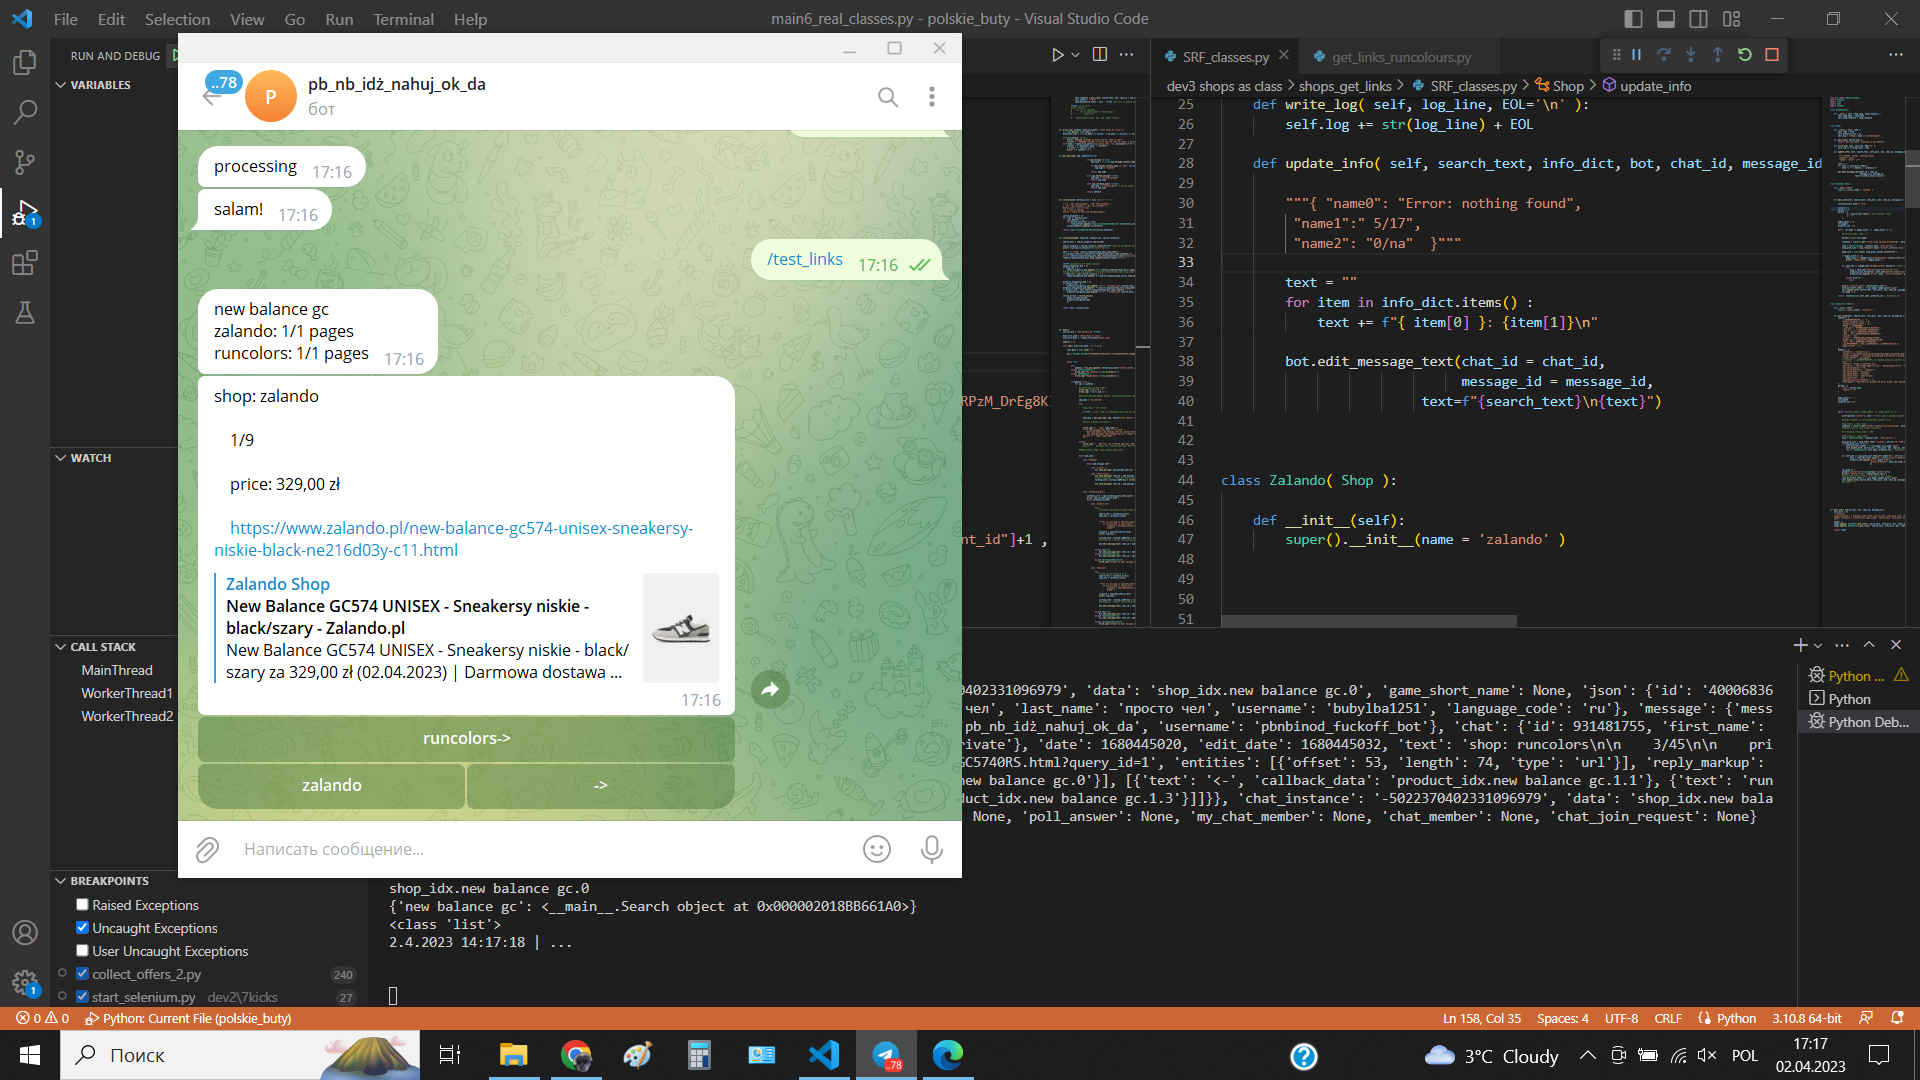 File Edit Selection View Go Run Terminal Help
main6_real_classes.py - polskie_buty - Visual Studio Code
RUN AND DEBUG
VARIABLES
WATCH
CALL STACK
MainThread
WorkerThread1
WorkerThread2
BREAKPOINTS
Raised Exceptions
Uncaught Exceptions
User Uncaught Exceptions
collect_offers_2.py 240
start_selenium.py dev2\7kicks 27
..78
P
pb_nb_idż_nahuj_ok_da
бот
processing 17:16
salam! 17:16
/test_links 17:16
new balance gc
zalando: 1/1 pages
runcolors: 1/1 pages 17:16
shop: zalando
1/9
price: 329,00 zł
https://www.zalando.pl/new-balance-gc574-unisex-sneakersy-
niskie-black-ne216d03y-c11.html
Zalando Shop
New Balance GC574 UNISEX - Sneakersy niskie -
black/szary - Zalando.pl
New Balance GC574 UNISEX - Sneakersy niskie - black/
szary za 329,00 zł (02.04.2023) | Darmowa dostawa ...
17:16
runcolors->
zalando ->
Написать сообщение...
RPzM_DrEg8K
nt_id"]+1 ,
SRF_classes.py get_links_runcolours.py
dev3 shops as class > shops_get_links > SRF_classes.py > Shop > update_info
25 def write_log( self, log_line, EOL='\n' ):
26 self.log += str(log_line) + EOL
27
28 def update_info( self, search_text, info_dict, bot, chat_id, message_id
29
30 """{ "name0": "Error: nothing found",
31 "name1":" 5/17",
32 "name2": "0/na" }"""
33
34 text = ""
35 for item in info_dict.items() :
36 text += f"{ item[0] }: {item[1]}\n"
37
38 bot.edit_message_text(chat_id = chat_id,
39 message_id = message_id,
40 text=f"{search_text}\n{text}")
41
42
43
44 class Zalando( Shop ):
45
46 def __init__(self):
47 super().__init__(name = 'zalando' )
48
49
50
51
0402331096979', 'data': 'shop_idx.new balance gc.0', 'game_short_name': None, 'json': {'id': '40006836
чел', 'last_name': 'просто чел', 'username': 'bubylba1251', 'language_code': 'ru'}, 'message': {'mess
pb_nb_idż_nahuj_ok_da', 'username': 'pbnbinod_fuckoff_bot'}, 'chat': {'id': 931481755, 'first_name':
rivate'}, 'date': 1680445020, 'edit_date': 1680445032, 'text': 'shop: runcolors\n\n    3/45\n\n    pri
GC5740RS.html?query_id=1', 'entities': [{'offset': 53, 'length': 74, 'type': 'url'}], 'reply_markup':
new balance gc.0'}], [{'text': '<-', 'callback_data': 'product_idx.new balance gc.1.1'}, {'text': 'run
duct_idx.new balance gc.1.3'}]]}}, 'chat_instance': '-5022370402331096979', 'data': 'shop_idx.new bala
None, 'poll_answer': None, 'my_chat_member': None, 'chat_member': None, 'chat_join_request': None}
shop_idx.new balance gc.0
{'new balance gc': <__main__.Search object at 0x000002018BB661A0>}
<class 'list'>
2.4.2023 14:17:18 | ...
Python ...
Python
Python Deb...
0 0 Python: Current File (polskie_buty)
Ln 158, Col 35 Spaces: 4 UTF-8 CRLF Python 3.10.8 64-bit
Поиск
..78
3°C Cloudy
POL
17:17
02.04.2023